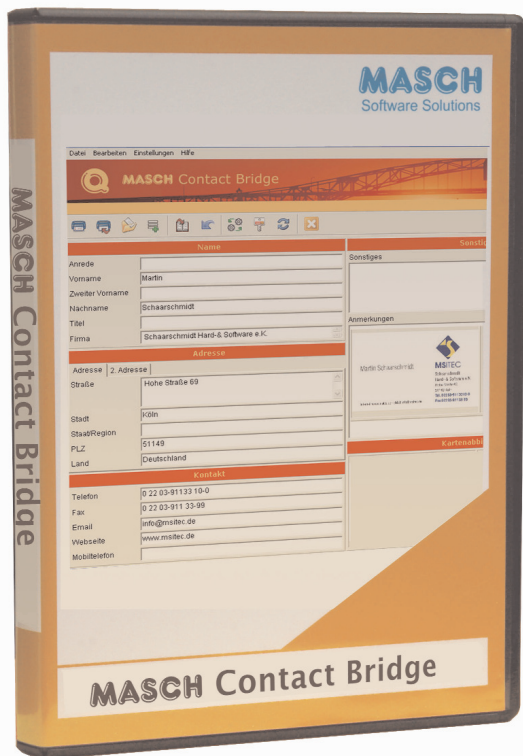 MASCH
Software Solutions
Datei Bearbeiten Einstellungen Hilfe
MASCH Contact Bridge
Name
Anrede
Vorname Martin
Zweiter Vorname
Nachname Schaarschmidt
Titel
Firma Schaarschmidt Hard-& Software e.K.
Sonstiges
Anmerkungen
Martin Schaarschmidt
MSITEC
Adresse
Adresse 2. Adresse
Straße Hohe Straße 69
Stadt Köln
Staat/Region
PLZ 51149
Land Deutschland
Kontakt
Telefon 0 22 03-91133 10-0
Fax 0 22 03-911 33-99
Email info@msitec.de
Webseite www.msitec.de
Mobiltelefon
MASCH Contact Bridge
MASCH Contact Bridge